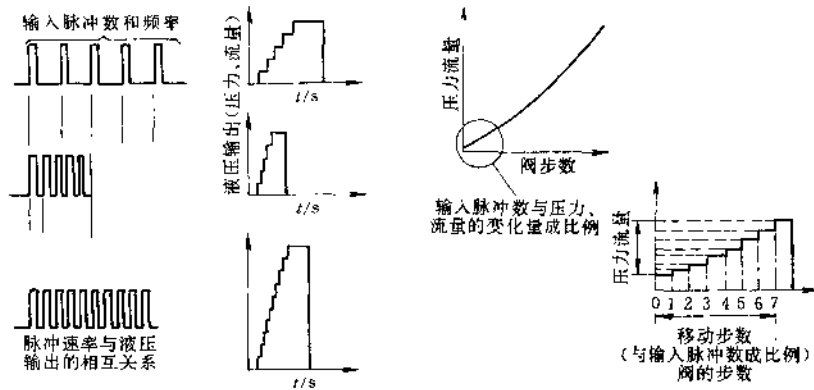 输入脉冲数和频率
液压输出(压力、流量)
t/s
t/s
t/s
脉冲速率与液压
输出的相互关系
压力流量
阀步数
输入脉冲数与压力、
流量的变化量成比例
压力流量
0 1 2 3 4 5 6 7
移动步数
(与输入脉冲数成比例)
阀的步数